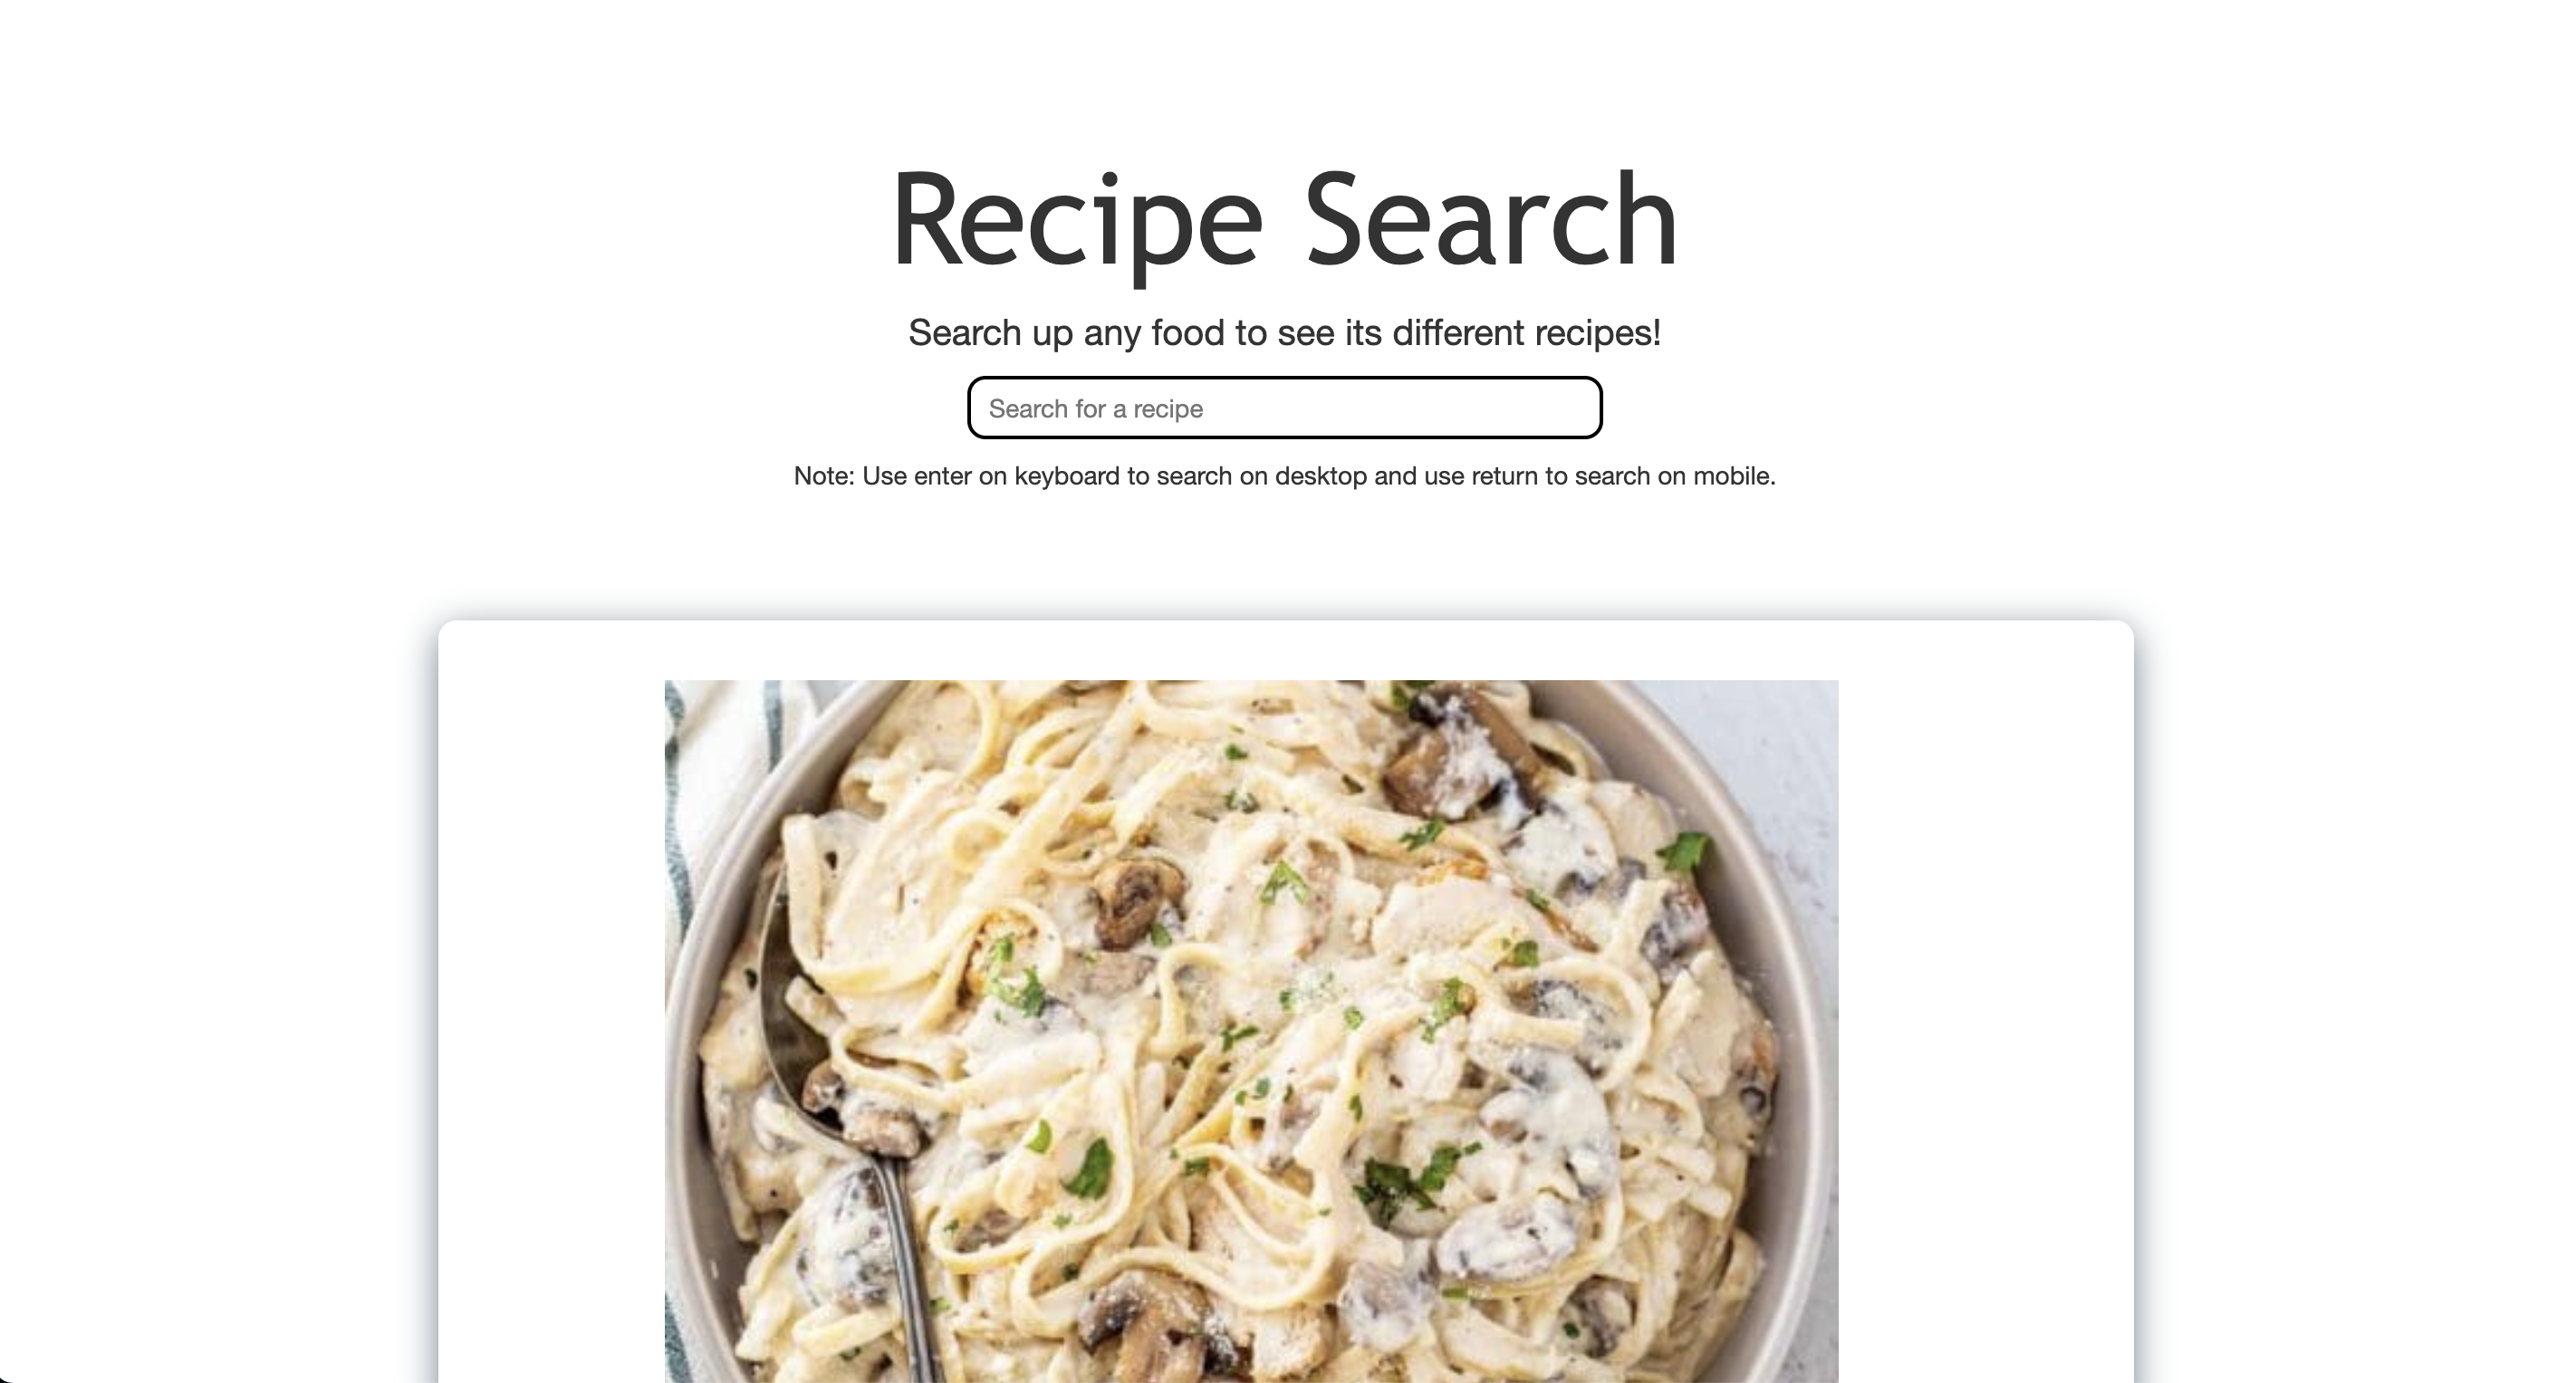 Recipe Search
Search up any food to see its different recipes!
Search for a recipe
Note: Use enter on keyboard to search on desktop and use return to search on mobile.